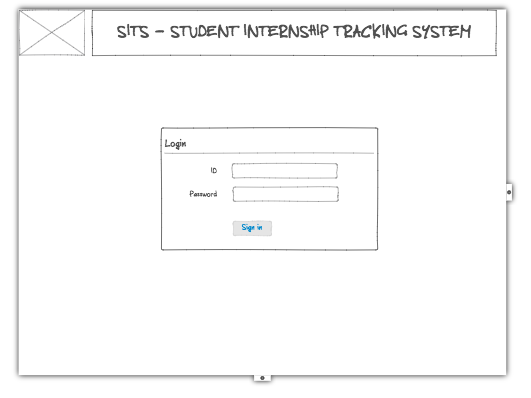 SITS - STUDENT INTERNSHIP TRACKING SYSTEM
Login
ID
Password
Sign in